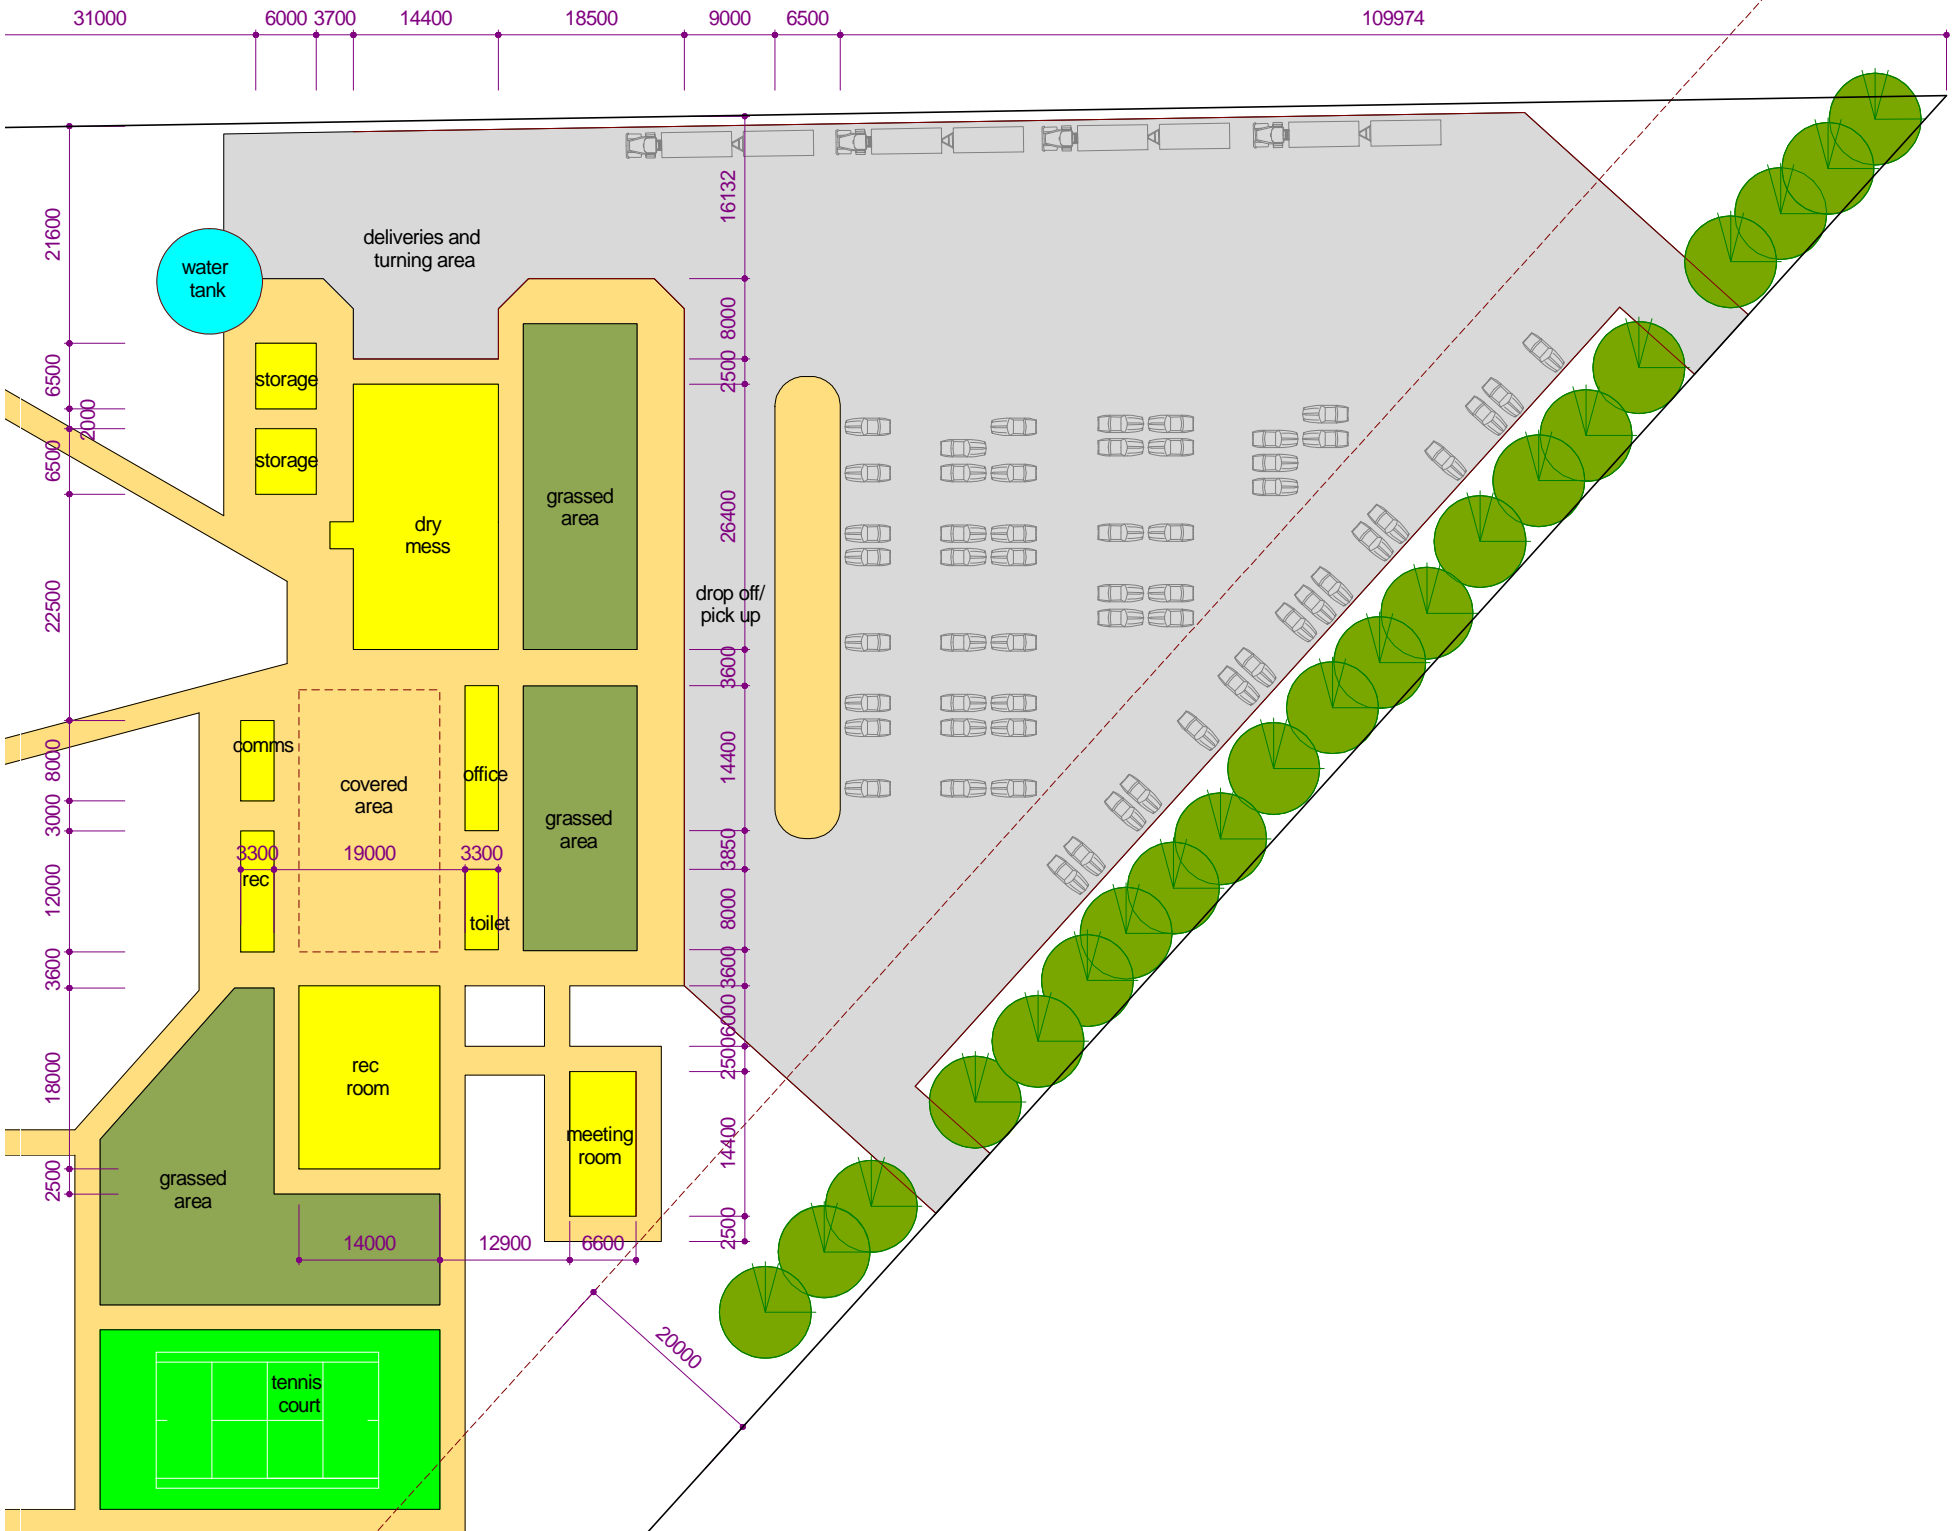 31000
6000
3700
14400
18500
9000
6500
109974
21600
16132
deliveries and
turning area
water
tank
8000
6500
storage
2500
2000
6500
storage
grassed
area
dry
mess
26400
22500
drop off/
pick up
3600
comms
8000
office
covered
area
14400
grassed
area
3000
3300
19000
3300
3850
rec
12000
toilet
8000
3600
3600
6000
rec
room
2500
18000
meeting
room
14400
2500
grassed
area
2500
14000
12900
6600
20000
tennis
court